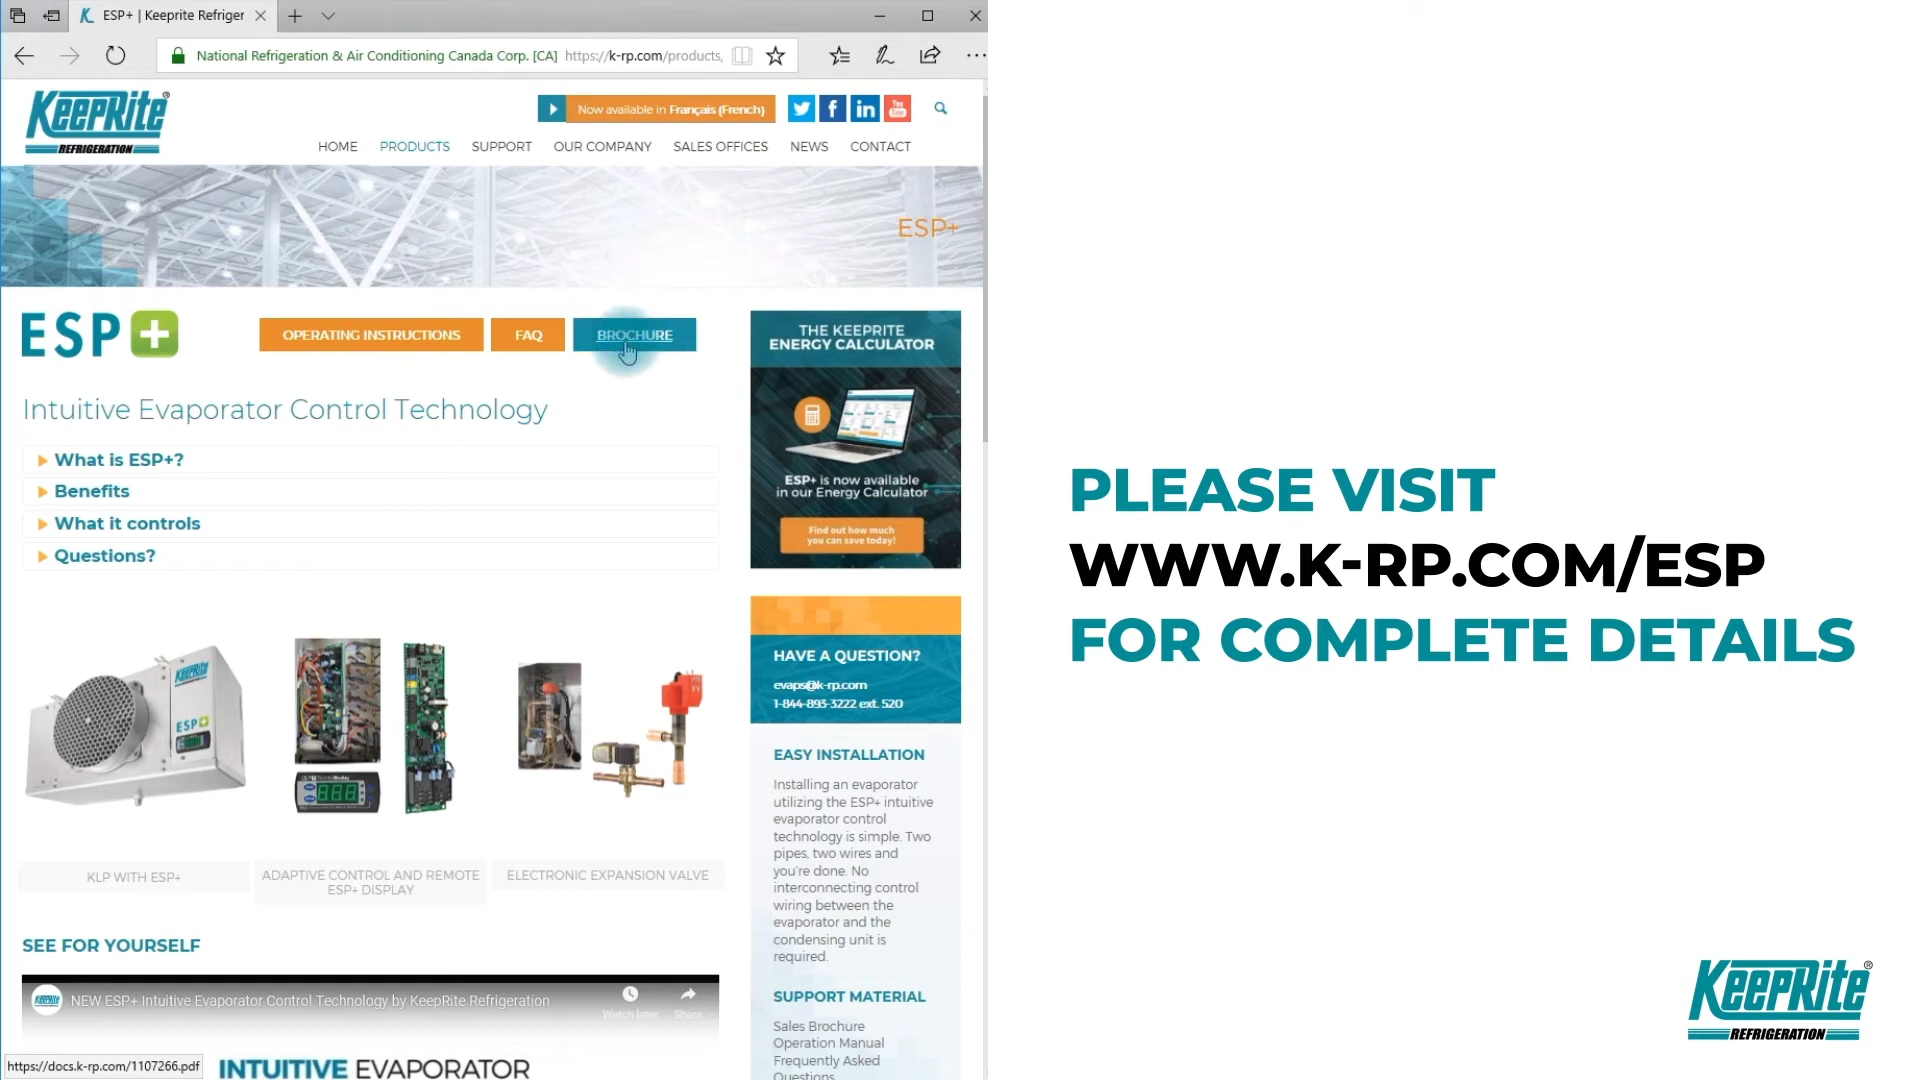 ESP+ | Keeprite Refriger
National Refrigeration & Air Conditioning Canada Corp. [CA] https://k-rp.com/products,
KeepRite®
REFRIGERATION
Now available in Français (French)
You
Tube
HOME PRODUCTS SUPPORT OUR COMPANY SALES OFFICES NEWS CONTACT
ESP+
ESP+
OPERATING INSTRUCTIONS FAQ BROCHURE
Intuitive Evaporator Control Technology
What is ESP+?
Benefits
What it controls
Questions?
THE KEEPRITE
ENERGY CALCULATOR
ESP+ is now available
in our Energy Calculator
Find out how much
you can save today!
KeepRite
ESP+
KLP WITH ESP+
ADAPTIVE CONTROL AND REMOTE
ESP+ DISPLAY
ELECTRONIC EXPANSION VALVE
HAVE A QUESTION?
evaps@k-rp.com
1-844-893-3222 ext. 520
EASY INSTALLATION
Installing an evaporator
utilizing the ESP+ intuitive
evaporator control
technology is simple. Two
pipes, two wires and
you're done. No
interconnecting control
wiring between the
evaporator and the
condensing unit is
required.
SUPPORT MATERIAL
Sales Brochure
Operation Manual
Frequently Asked
Questions
SEE FOR YOURSELF
NEW ESP+ Intuitive Evaporator Control Technology by KeepRite Refrigeration
Watch later Share
INTUITIVE EVAPORATOR
https://docs.k-rp.com/1107266.pdf
PLEASE VISIT
WWW.K-RP.COM/ESP
FOR COMPLETE DETAILS
KeepRite®
REFRIGERATION